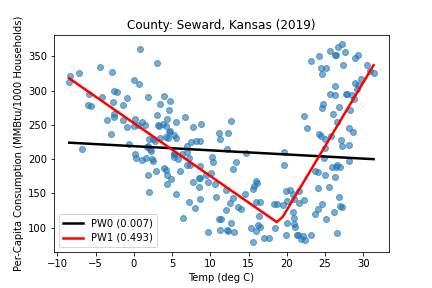 County: Seward, Kansas (2019)
Per-Capita Consumption (MMBtu/1000 Households)
350
300
250
200
150
100
PW0 (0.007)
PW1 (0.493)
−10 −5 0 5 10 15 20 25 30
Temp (deg C)